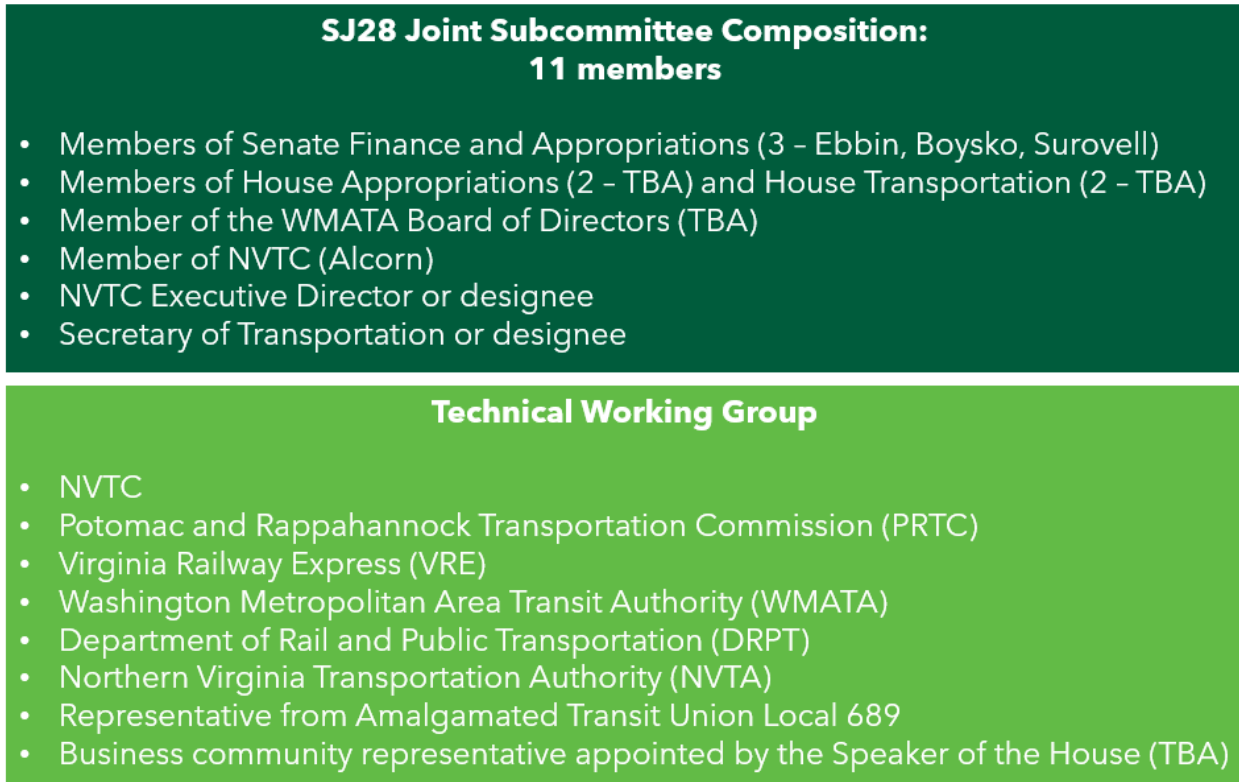 SJ28 Joint Subcommittee Composition:
11 members
• Members of Senate Finance and Appropriations (3 – Ebbin, Boysko, Surovell)
• Members of House Appropriations (2 – TBA) and House Transportation (2 – TBA)
• Member of the WMATA Board of Directors (TBA)
• Member of NVTC (Alcorn)
• NVTC Executive Director or designee
• Secretary of Transportation or designee
Technical Working Group
• NVTC
• Potomac and Rappahannock Transportation Commission (PRTC)
• Virginia Railway Express (VRE)
• Washington Metropolitan Area Transit Authority (WMATA)
• Department of Rail and Public Transportation (DRPT)
• Northern Virginia Transportation Authority (NVTA)
• Representative from Amalgamated Transit Union Local 689
• Business community representative appointed by the Speaker of the House (TBA)